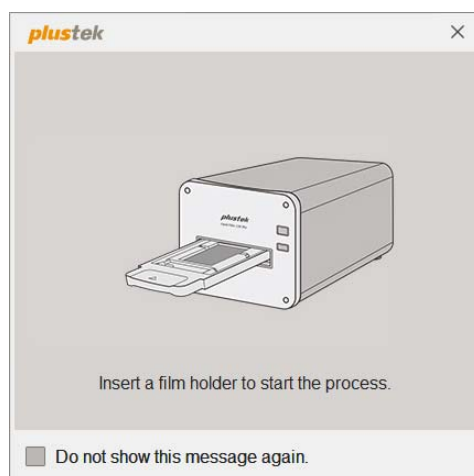 plustek
plustek
Insert a film holder to start the process.
Do not show this message again.